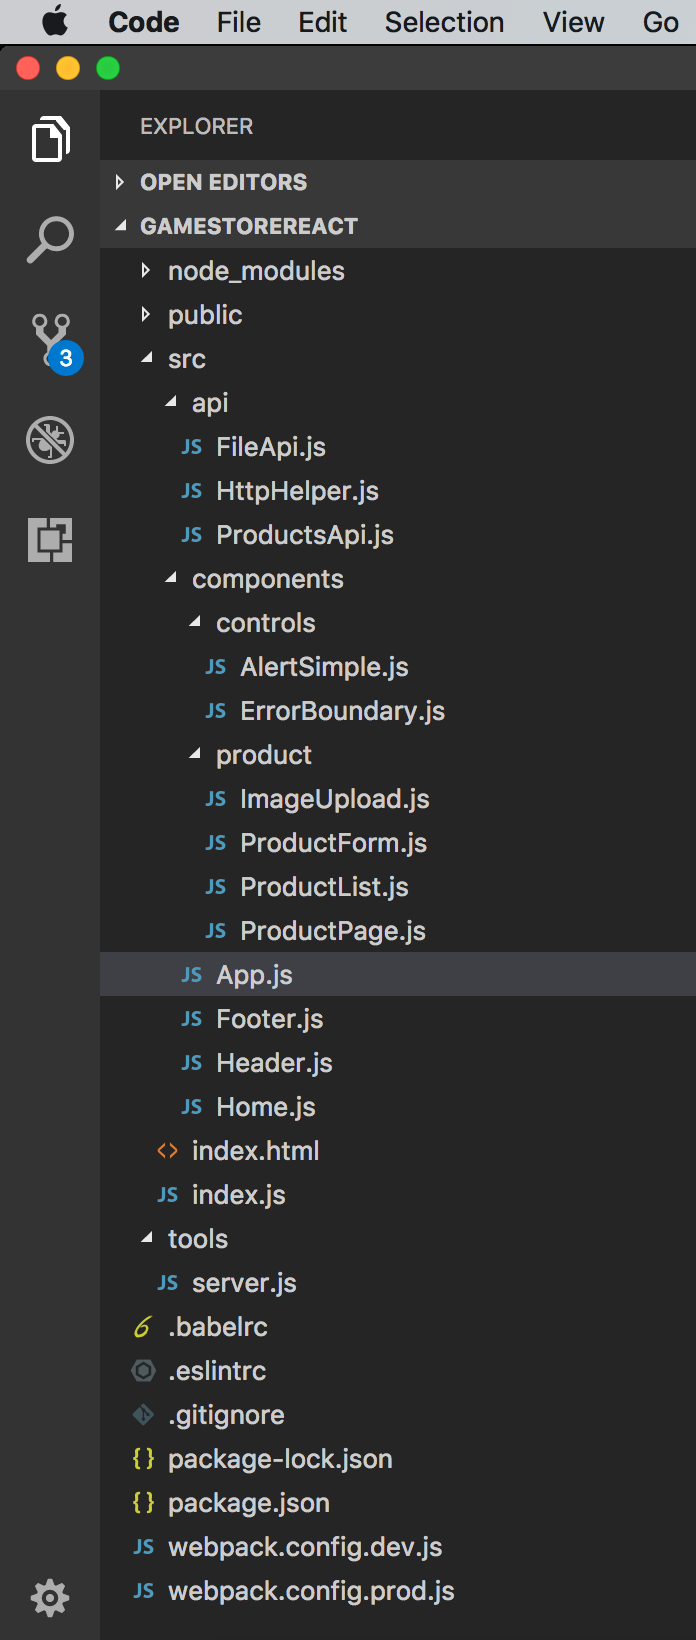 Code File Edit Selection View Go
EXPLORER
OPEN EDITORS
GAMESTOREREACT
node_modules
public
src
3
api
JS FileApi.js
JS HttpHelper.js
JS ProductsApi.js
components
controls
JS AlertSimple.js
JS ErrorBoundary.js
product
JS ImageUpload.js
JS ProductForm.js
JS ProductList.js
JS ProductPage.js
JS App.js
JS Footer.js
JS Header.js
JS Home.js
<> index.html
JS index.js
tools
JS server.js
6 .babelrc
.eslintrc
.gitignore
{} package-lock.json
{} package.json
JS webpack.config.dev.js
JS webpack.config.prod.js